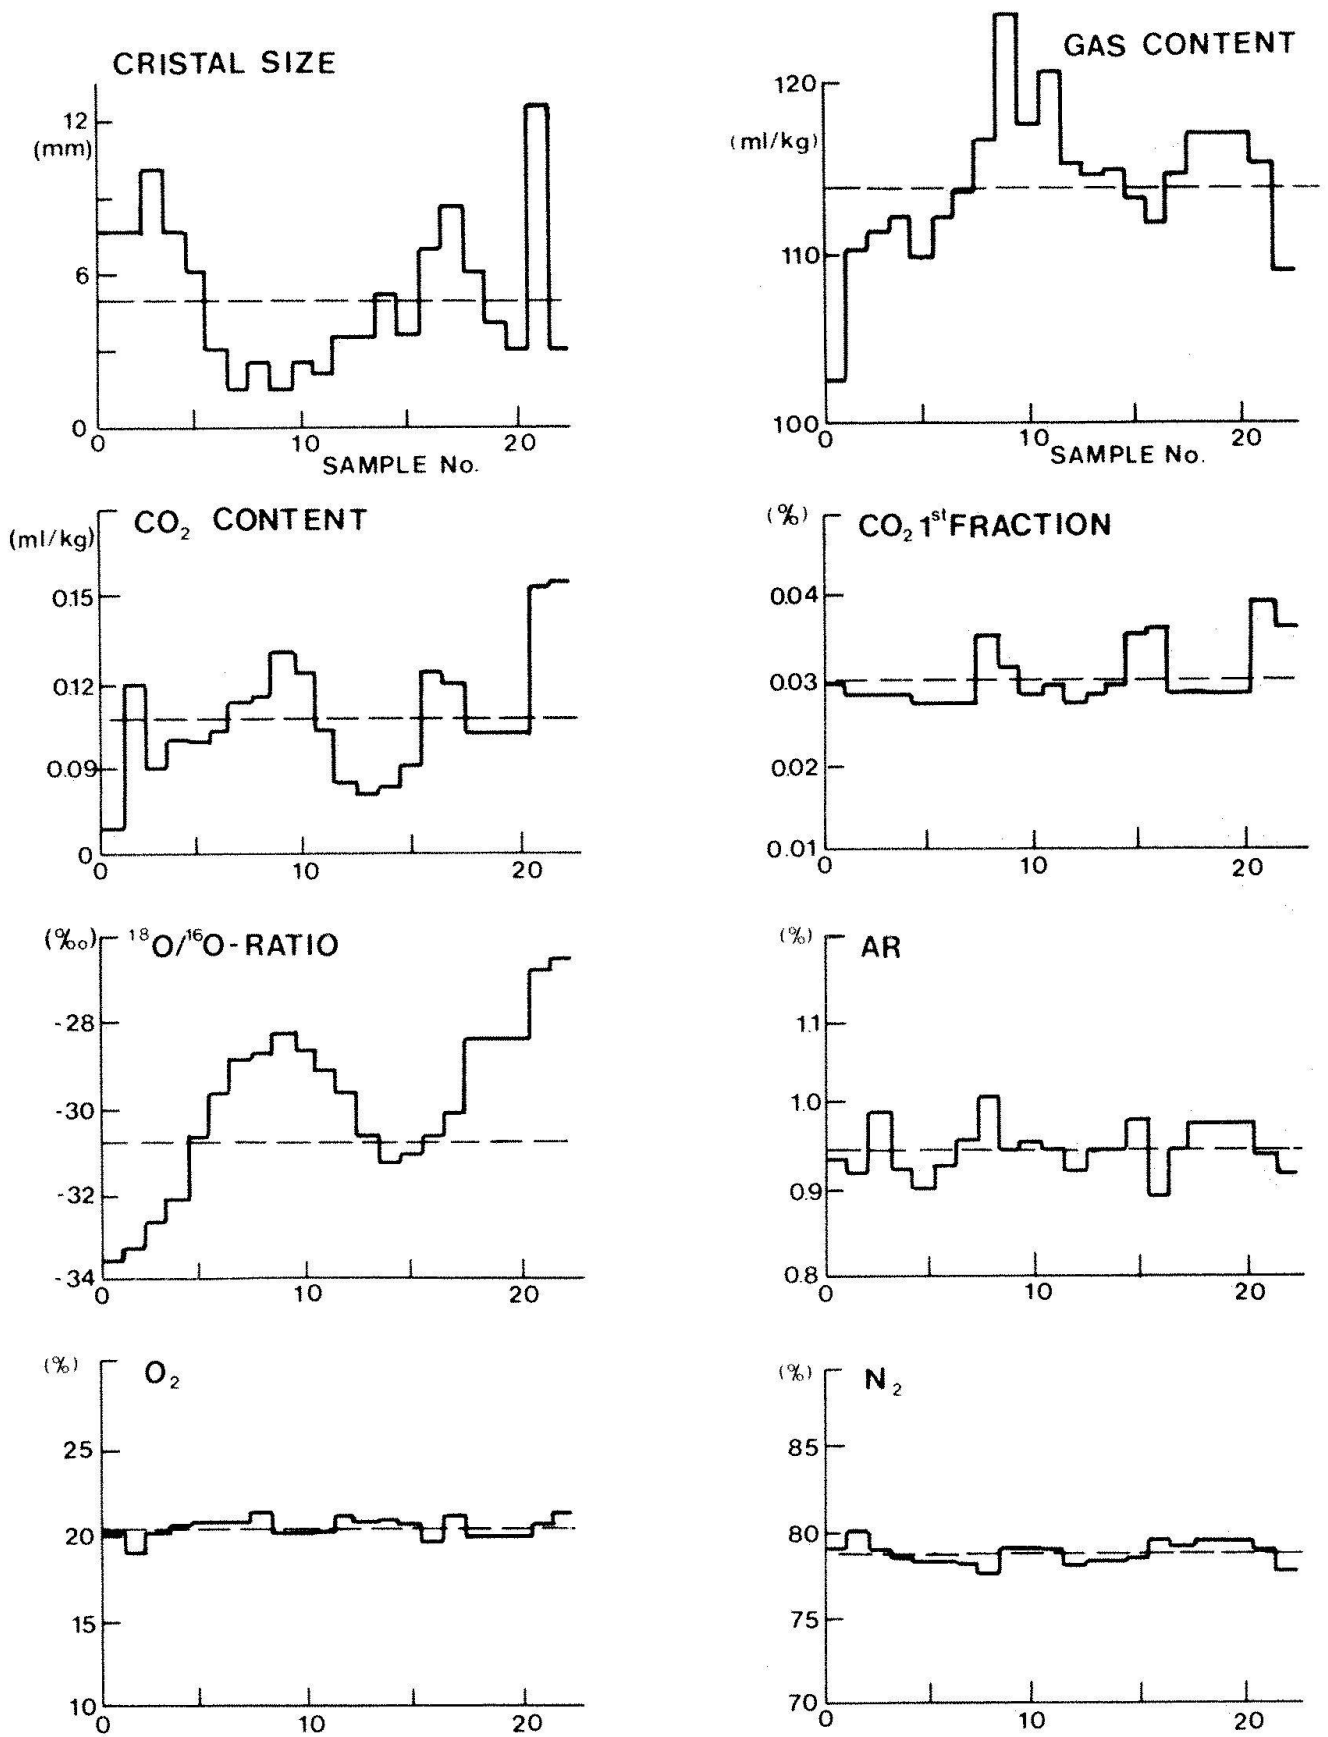 CRISTAL SIZE
12
(mm)
6
0
0 10 20
SAMPLE No.
GAS CONTENT
120
(ml/kg)
110
100
0 10 20
SAMPLE No.
CO₂ CONTENT
(ml/kg)
0.15
0.12
0.09
0
0 10 20
(%)
CO₂ 1st FRACTION
0.04
0.03
0.02
0.01
0 10 20
(‰)
¹⁸O/¹⁶O-RATIO
-28
-30
-32
-34
0 10 20
(%)
AR
1.1
1.0
0.9
0.8
0 10 20
(%)
O₂
25
20
15
10
0 10 20
(%)
N₂
85
80
75
70
0 10 20